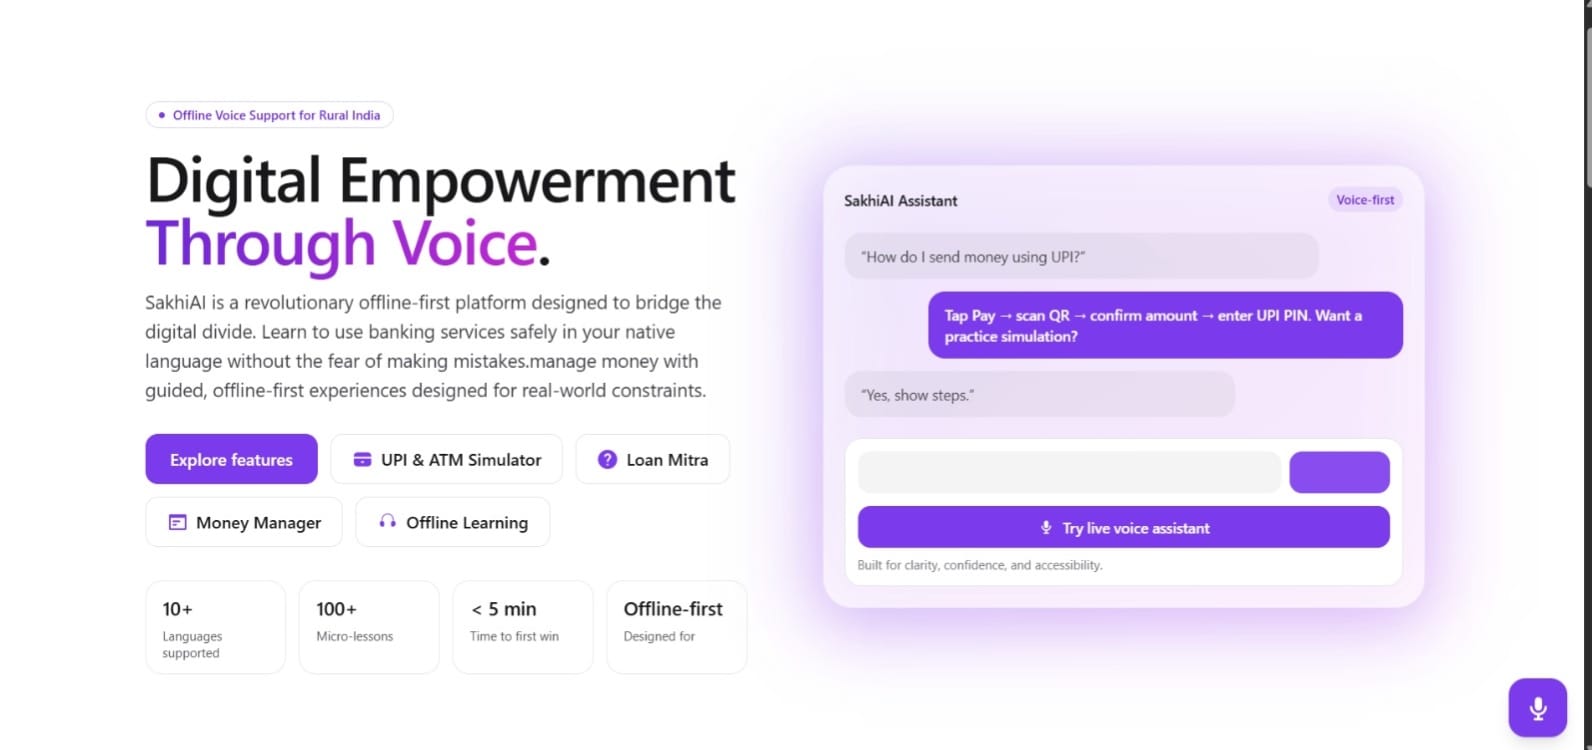 Offline Voice Support for Rural India
Digital Empowerment
Through Voice.
SakhiAI is a revolutionary offline-first platform designed to bridge the
digital divide. Learn to use banking services safely in your native
language without the fear of making mistakes.manage money with
guided, offline-first experiences designed for real-world constraints.
Explore features
UPI & ATM Simulator
Loan Mitra
Money Manager
Offline Learning
10+
Languages
supported
100+
Micro-lessons
< 5 min
Time to first win
Offline-first
Designed for
SakhiAI Assistant
Voice-first
“How do I send money using UPI?”
Tap Pay → scan QR → confirm amount → enter UPI PIN. Want a
practice simulation?
“Yes, show steps.”
Try live voice assistant
Built for clarity, confidence, and accessibility.